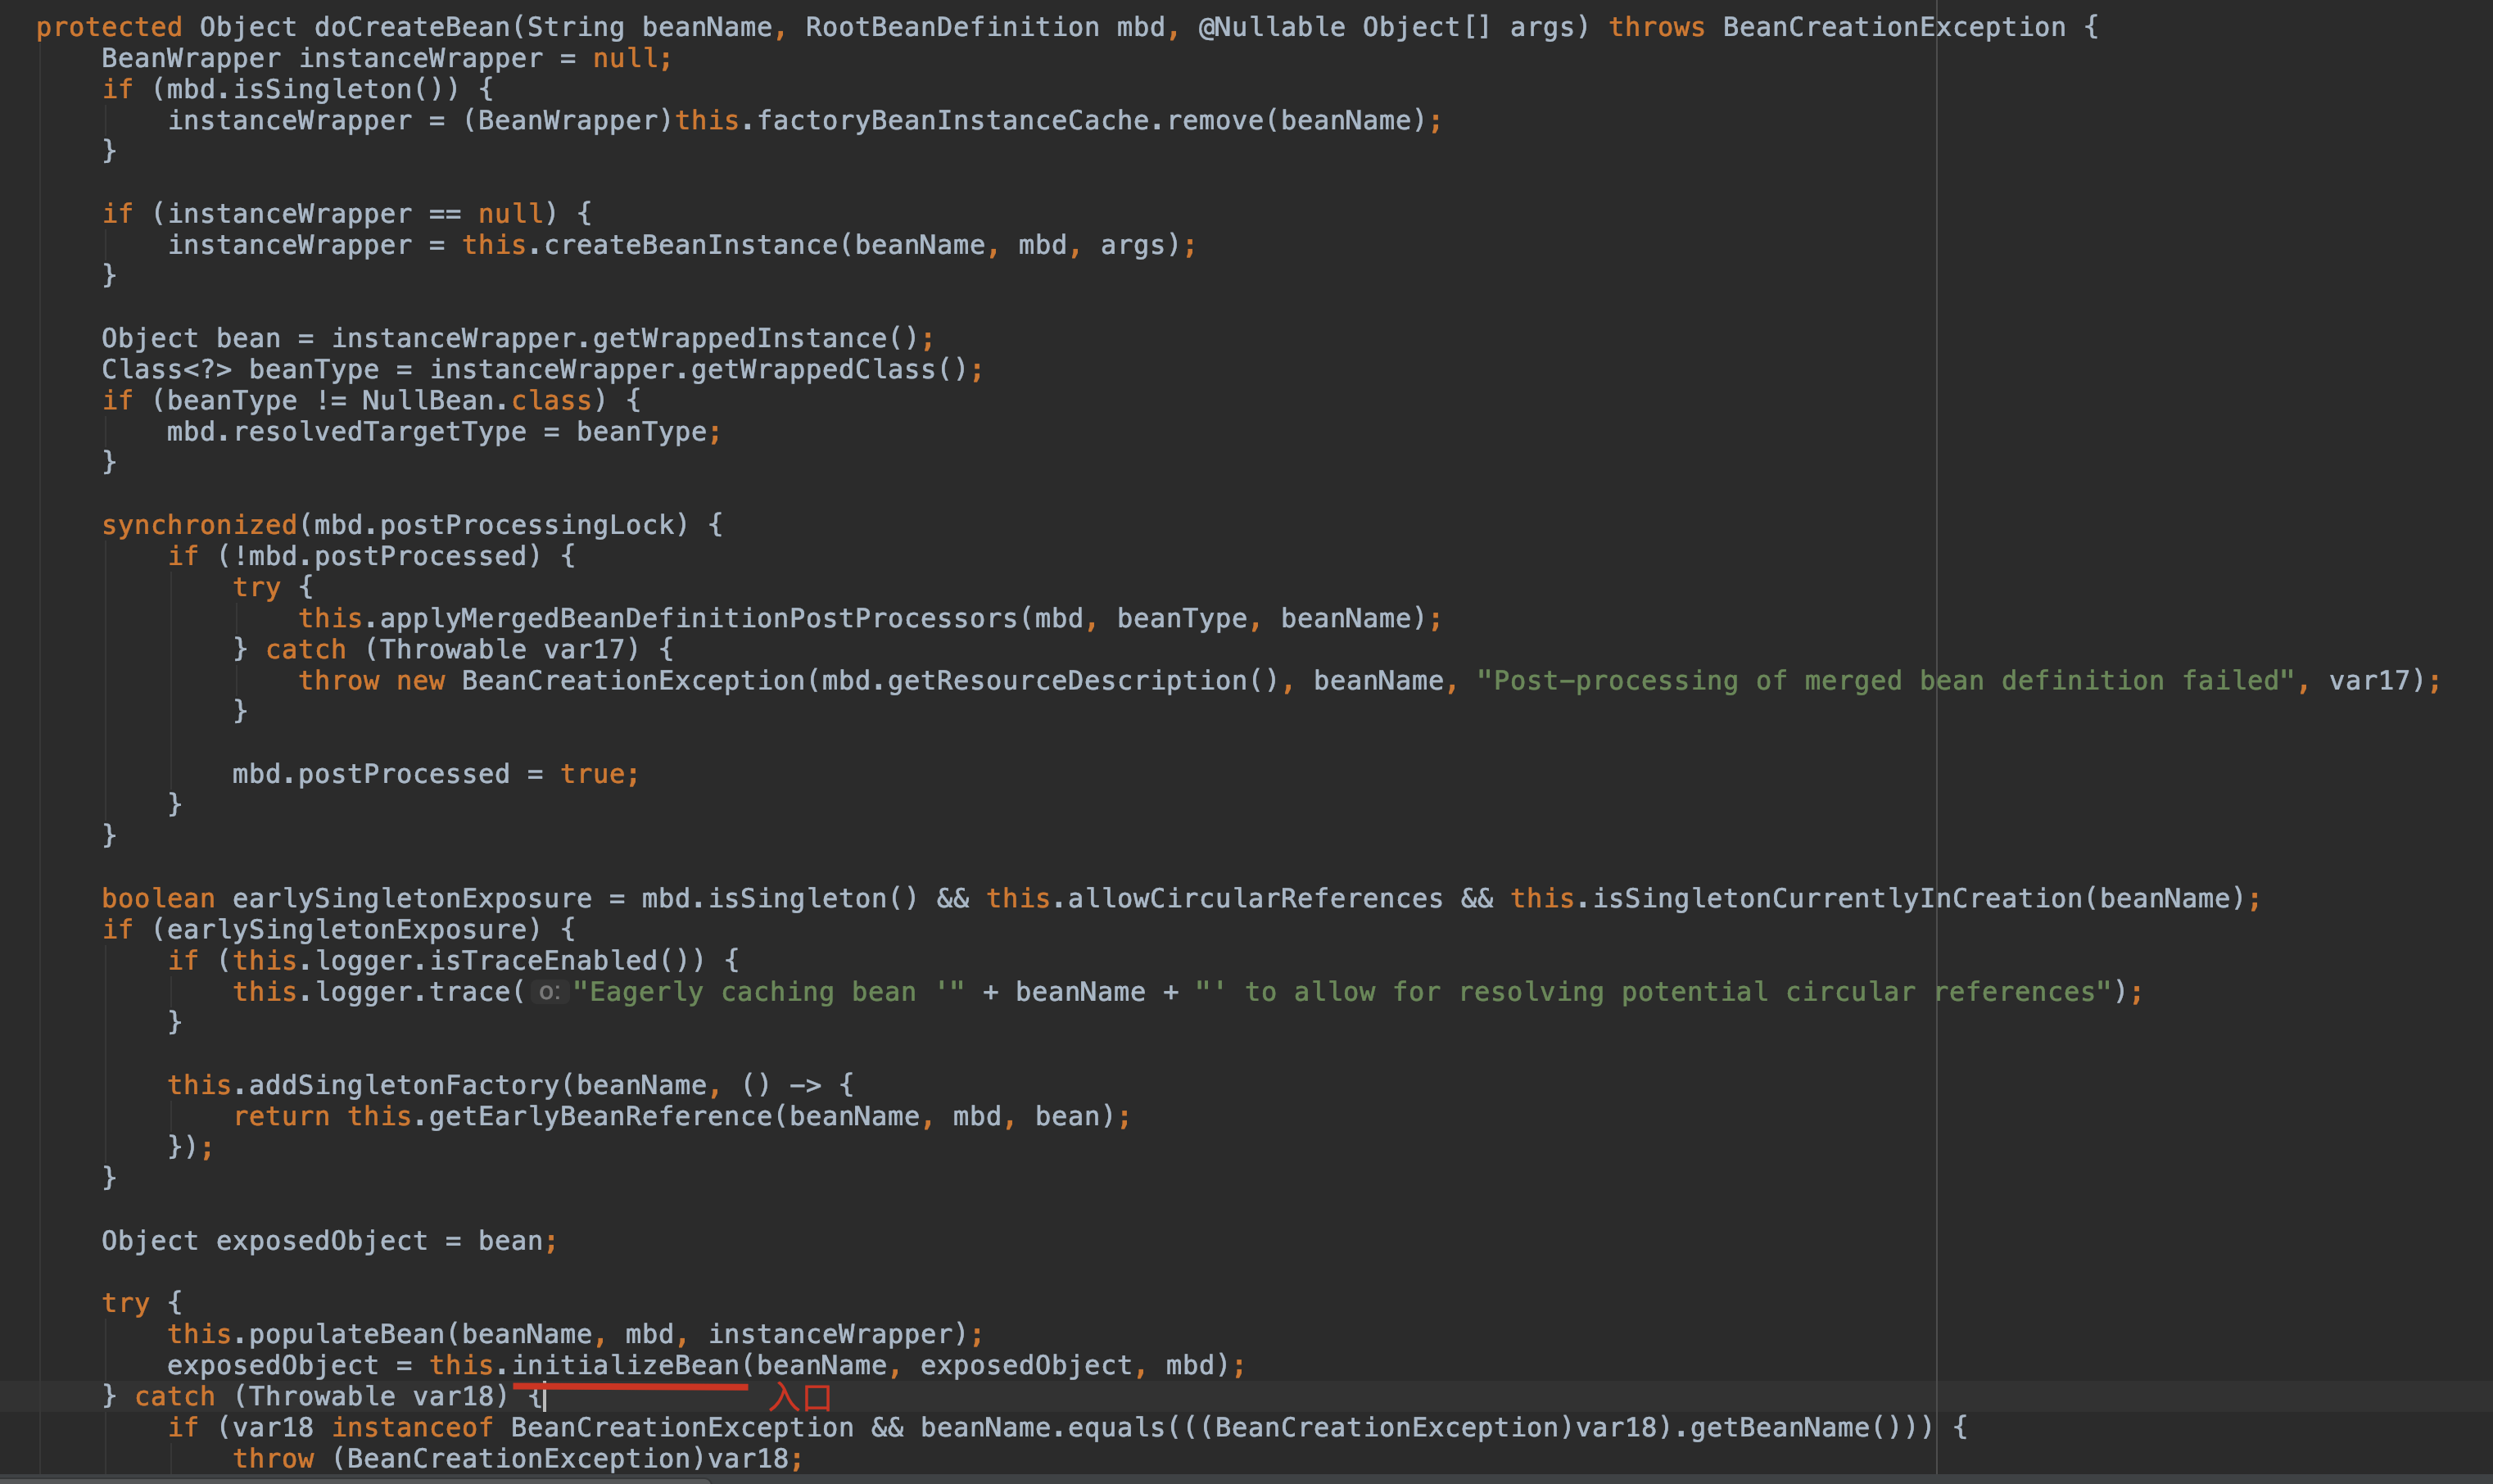 protected Object doCreateBean(String beanName, RootBeanDefinition mbd, @Nullable Object[] args) throws BeanCreationException {
    BeanWrapper instanceWrapper = null;
    if (mbd.isSingleton()) {
        instanceWrapper = (BeanWrapper)this.factoryBeanInstanceCache.remove(beanName);
    }

    if (instanceWrapper == null) {
        instanceWrapper = this.createBeanInstance(beanName, mbd, args);
    }

    Object bean = instanceWrapper.getWrappedInstance();
    Class<?> beanType = instanceWrapper.getWrappedClass();
    if (beanType != NullBean.class) {
        mbd.resolvedTargetType = beanType;
    }

    synchronized(mbd.postProcessingLock) {
        if (!mbd.postProcessed) {
            try {
                this.applyMergedBeanDefinitionPostProcessors(mbd, beanType, beanName);
            } catch (Throwable var17) {
                throw new BeanCreationException(mbd.getResourceDescription(), beanName, "Post-processing of merged bean definition failed", var17);
            }

            mbd.postProcessed = true;
        }
    }

    boolean earlySingletonExposure = mbd.isSingleton() && this.allowCircularReferences && this.isSingletonCurrentlyInCreation(beanName);
    if (earlySingletonExposure) {
        if (this.logger.isTraceEnabled()) {
            this.logger.trace( o: "Eagerly caching bean '" + beanName + "' to allow for resolving potential circular references");
        }

        this.addSingletonFactory(beanName, () -> {
            return this.getEarlyBeanReference(beanName, mbd, bean);
        });
    }

    Object exposedObject = bean;

    try {
        this.populateBean(beanName, mbd, instanceWrapper);
        exposedObject = this.initializeBean(beanName, exposedObject, mbd);
    } catch (Throwable var18) { 入口
        if (var18 instanceof BeanCreationException && beanName.equals(((BeanCreationException)var18).getBeanName())) {
            throw (BeanCreationException)var18;